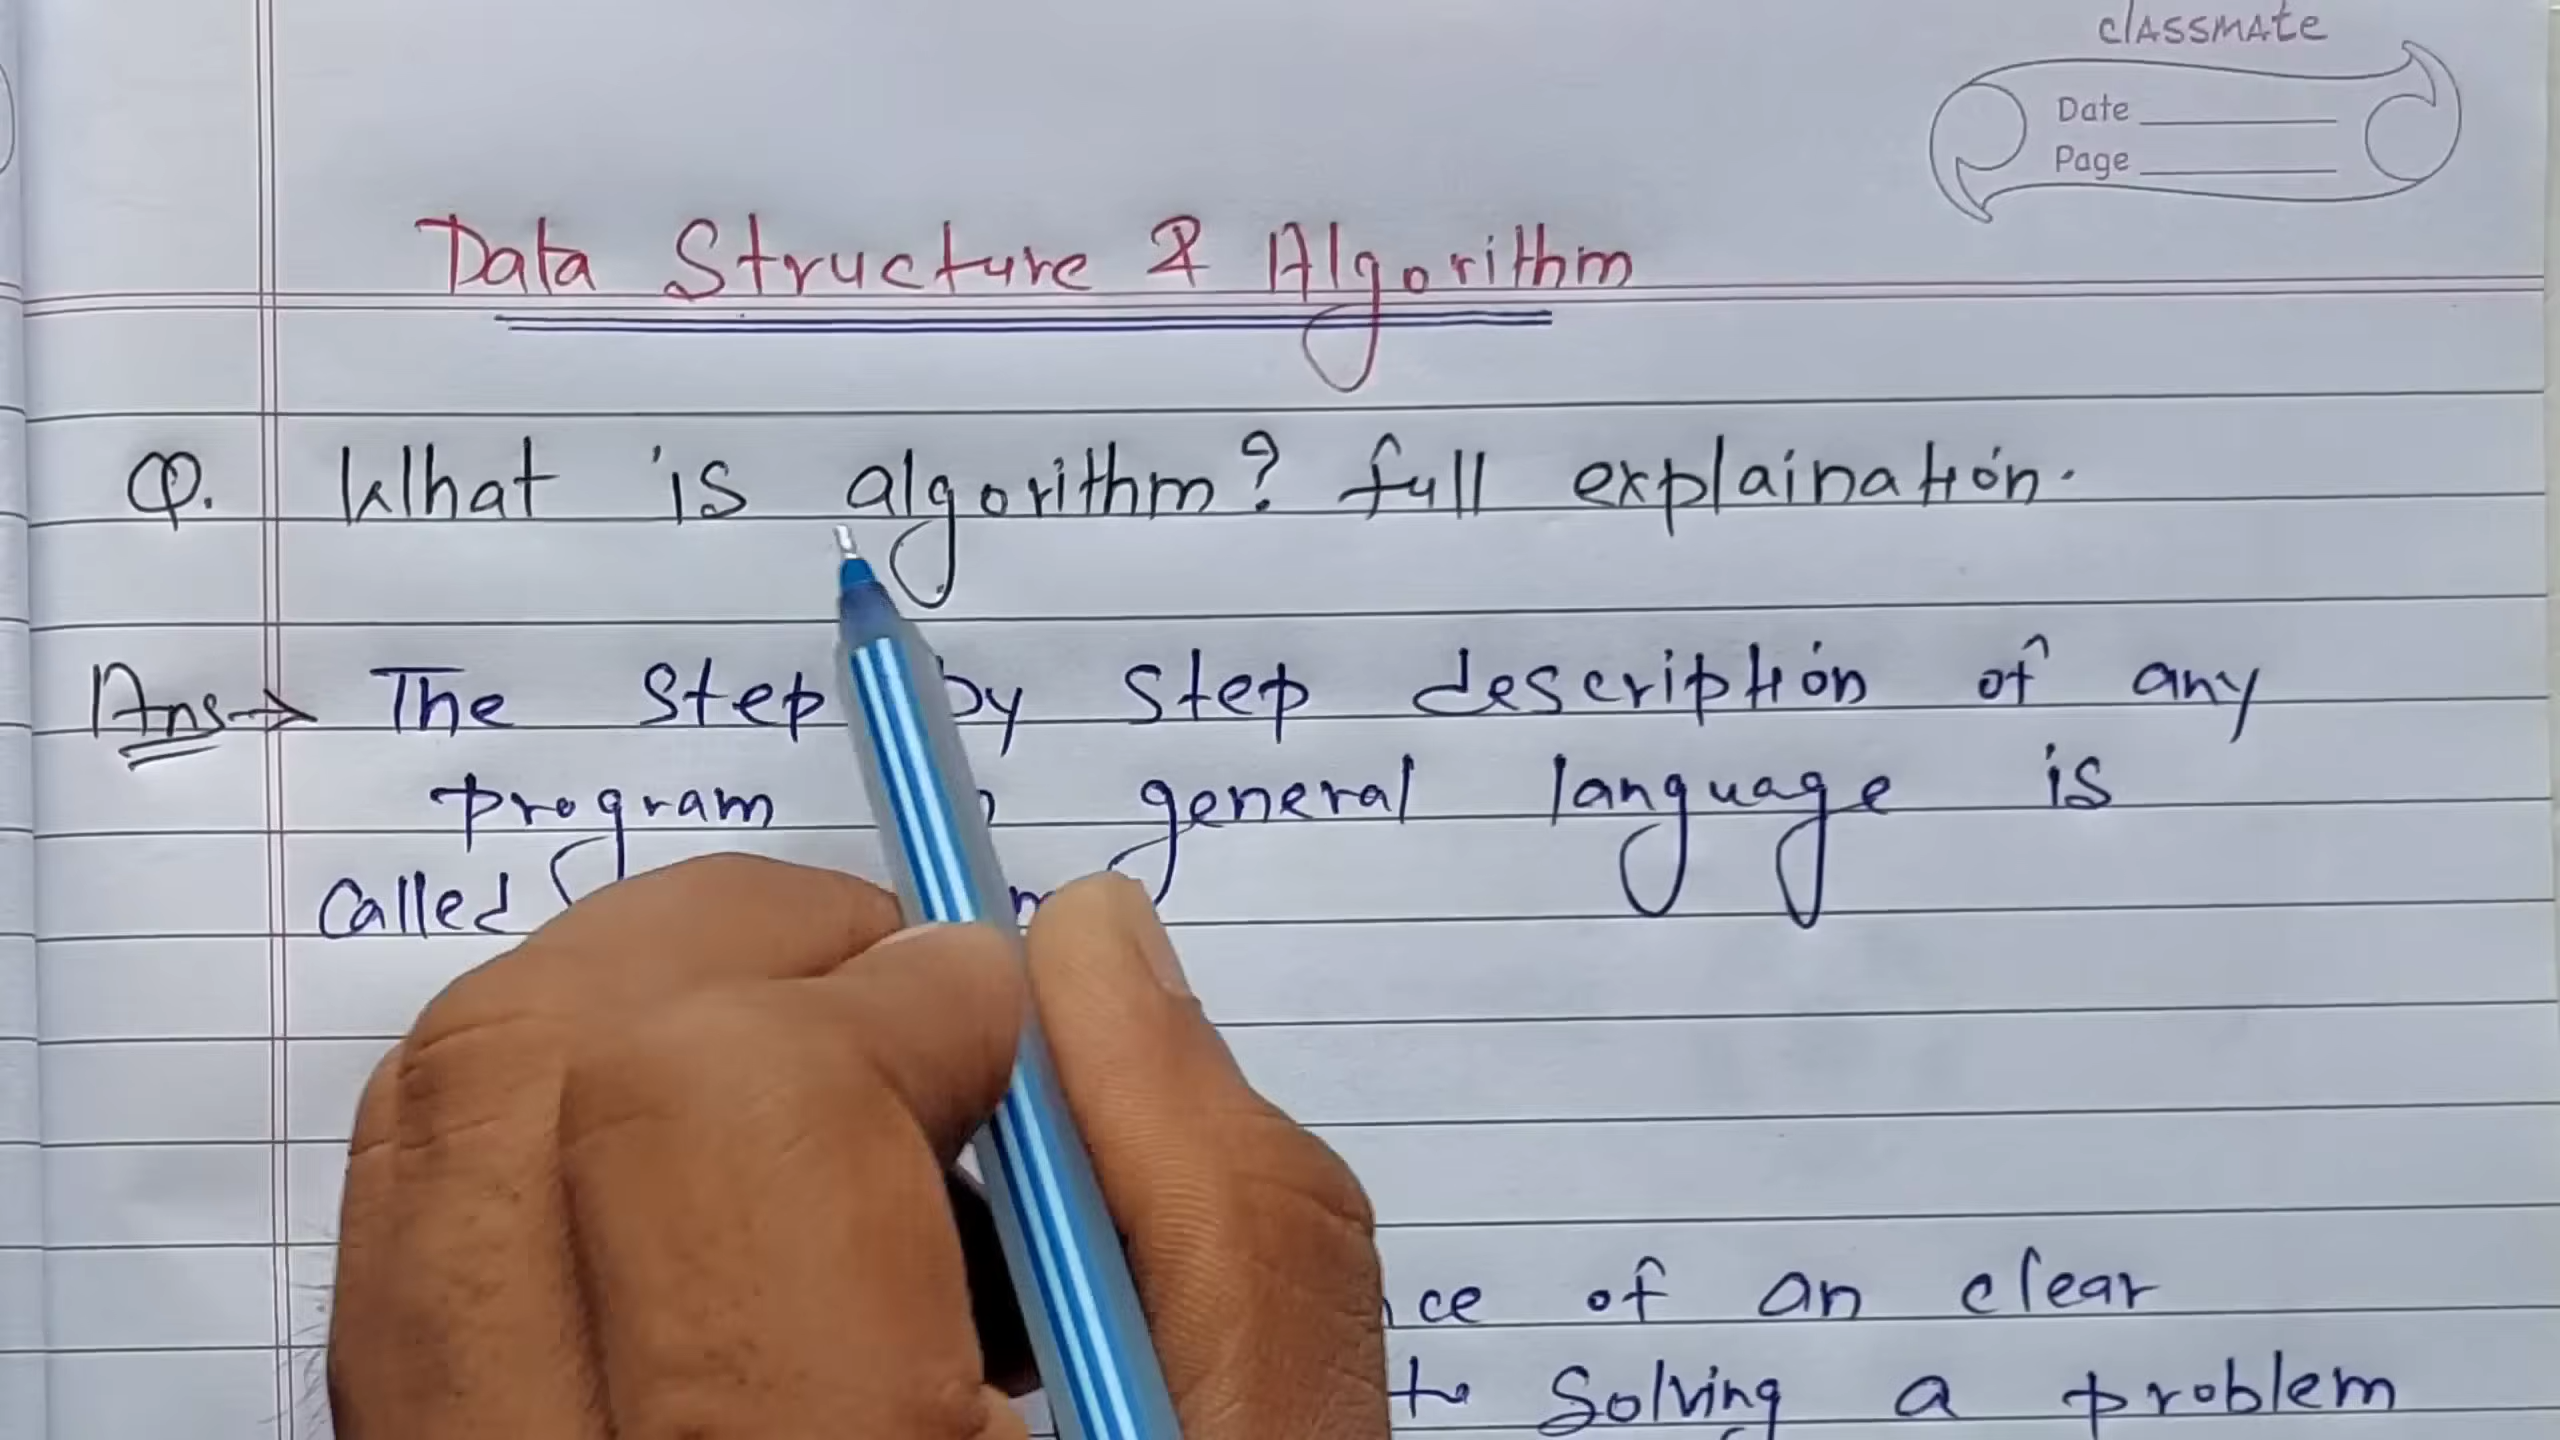 classmate
Date
Page
Data Structure & Algorithm
Q. What is algorithm? full explaination.
Ans→ The step by step description of any
program general language is
called
of an clear
to solving a problem